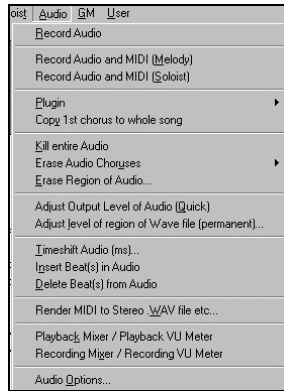 oist Audio GM User
Record Audio
Record Audio and MIDI (Melody)
Record Audio and MIDI (Soloist)
Plugin
Copy 1st chorus to whole song
Kill entire Audio
Erase Audio Choruses
Erase Region of Audio...
Adjust Output Level of Audio (Quick)
Adjust level of region of Wave file (permanent)...
Timeshift Audio (ms)...
Insert Beat(s) in Audio
Delete Beat(s) from Audio
Render MIDI to Stereo .WAV file etc...
Playback Mixer / Playback VU Meter
Recording Mixer / Recording VU Meter
Audio Options...